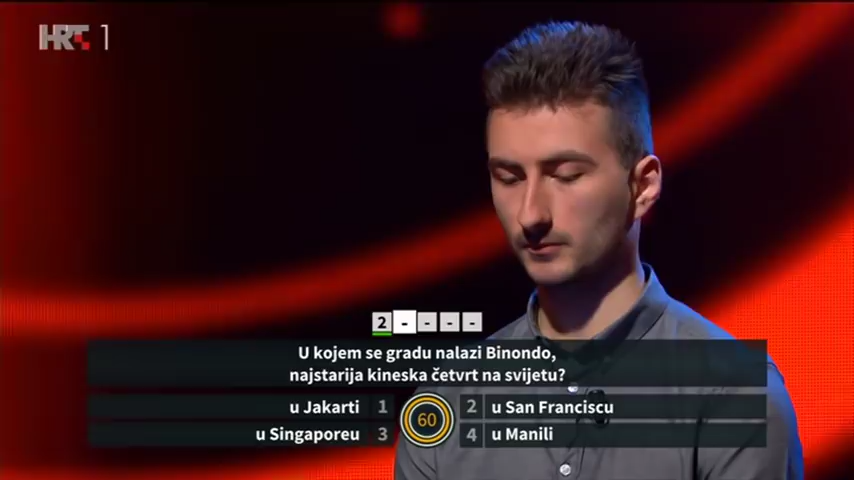 HRT 1
2 - - - -
U kojem se gradu nalazi Binondo,
najstarija kineska četvrt na svijetu?
u Jakarti 1
2 u San Franciscu
60
u Singaporeu 3
4 u Manili